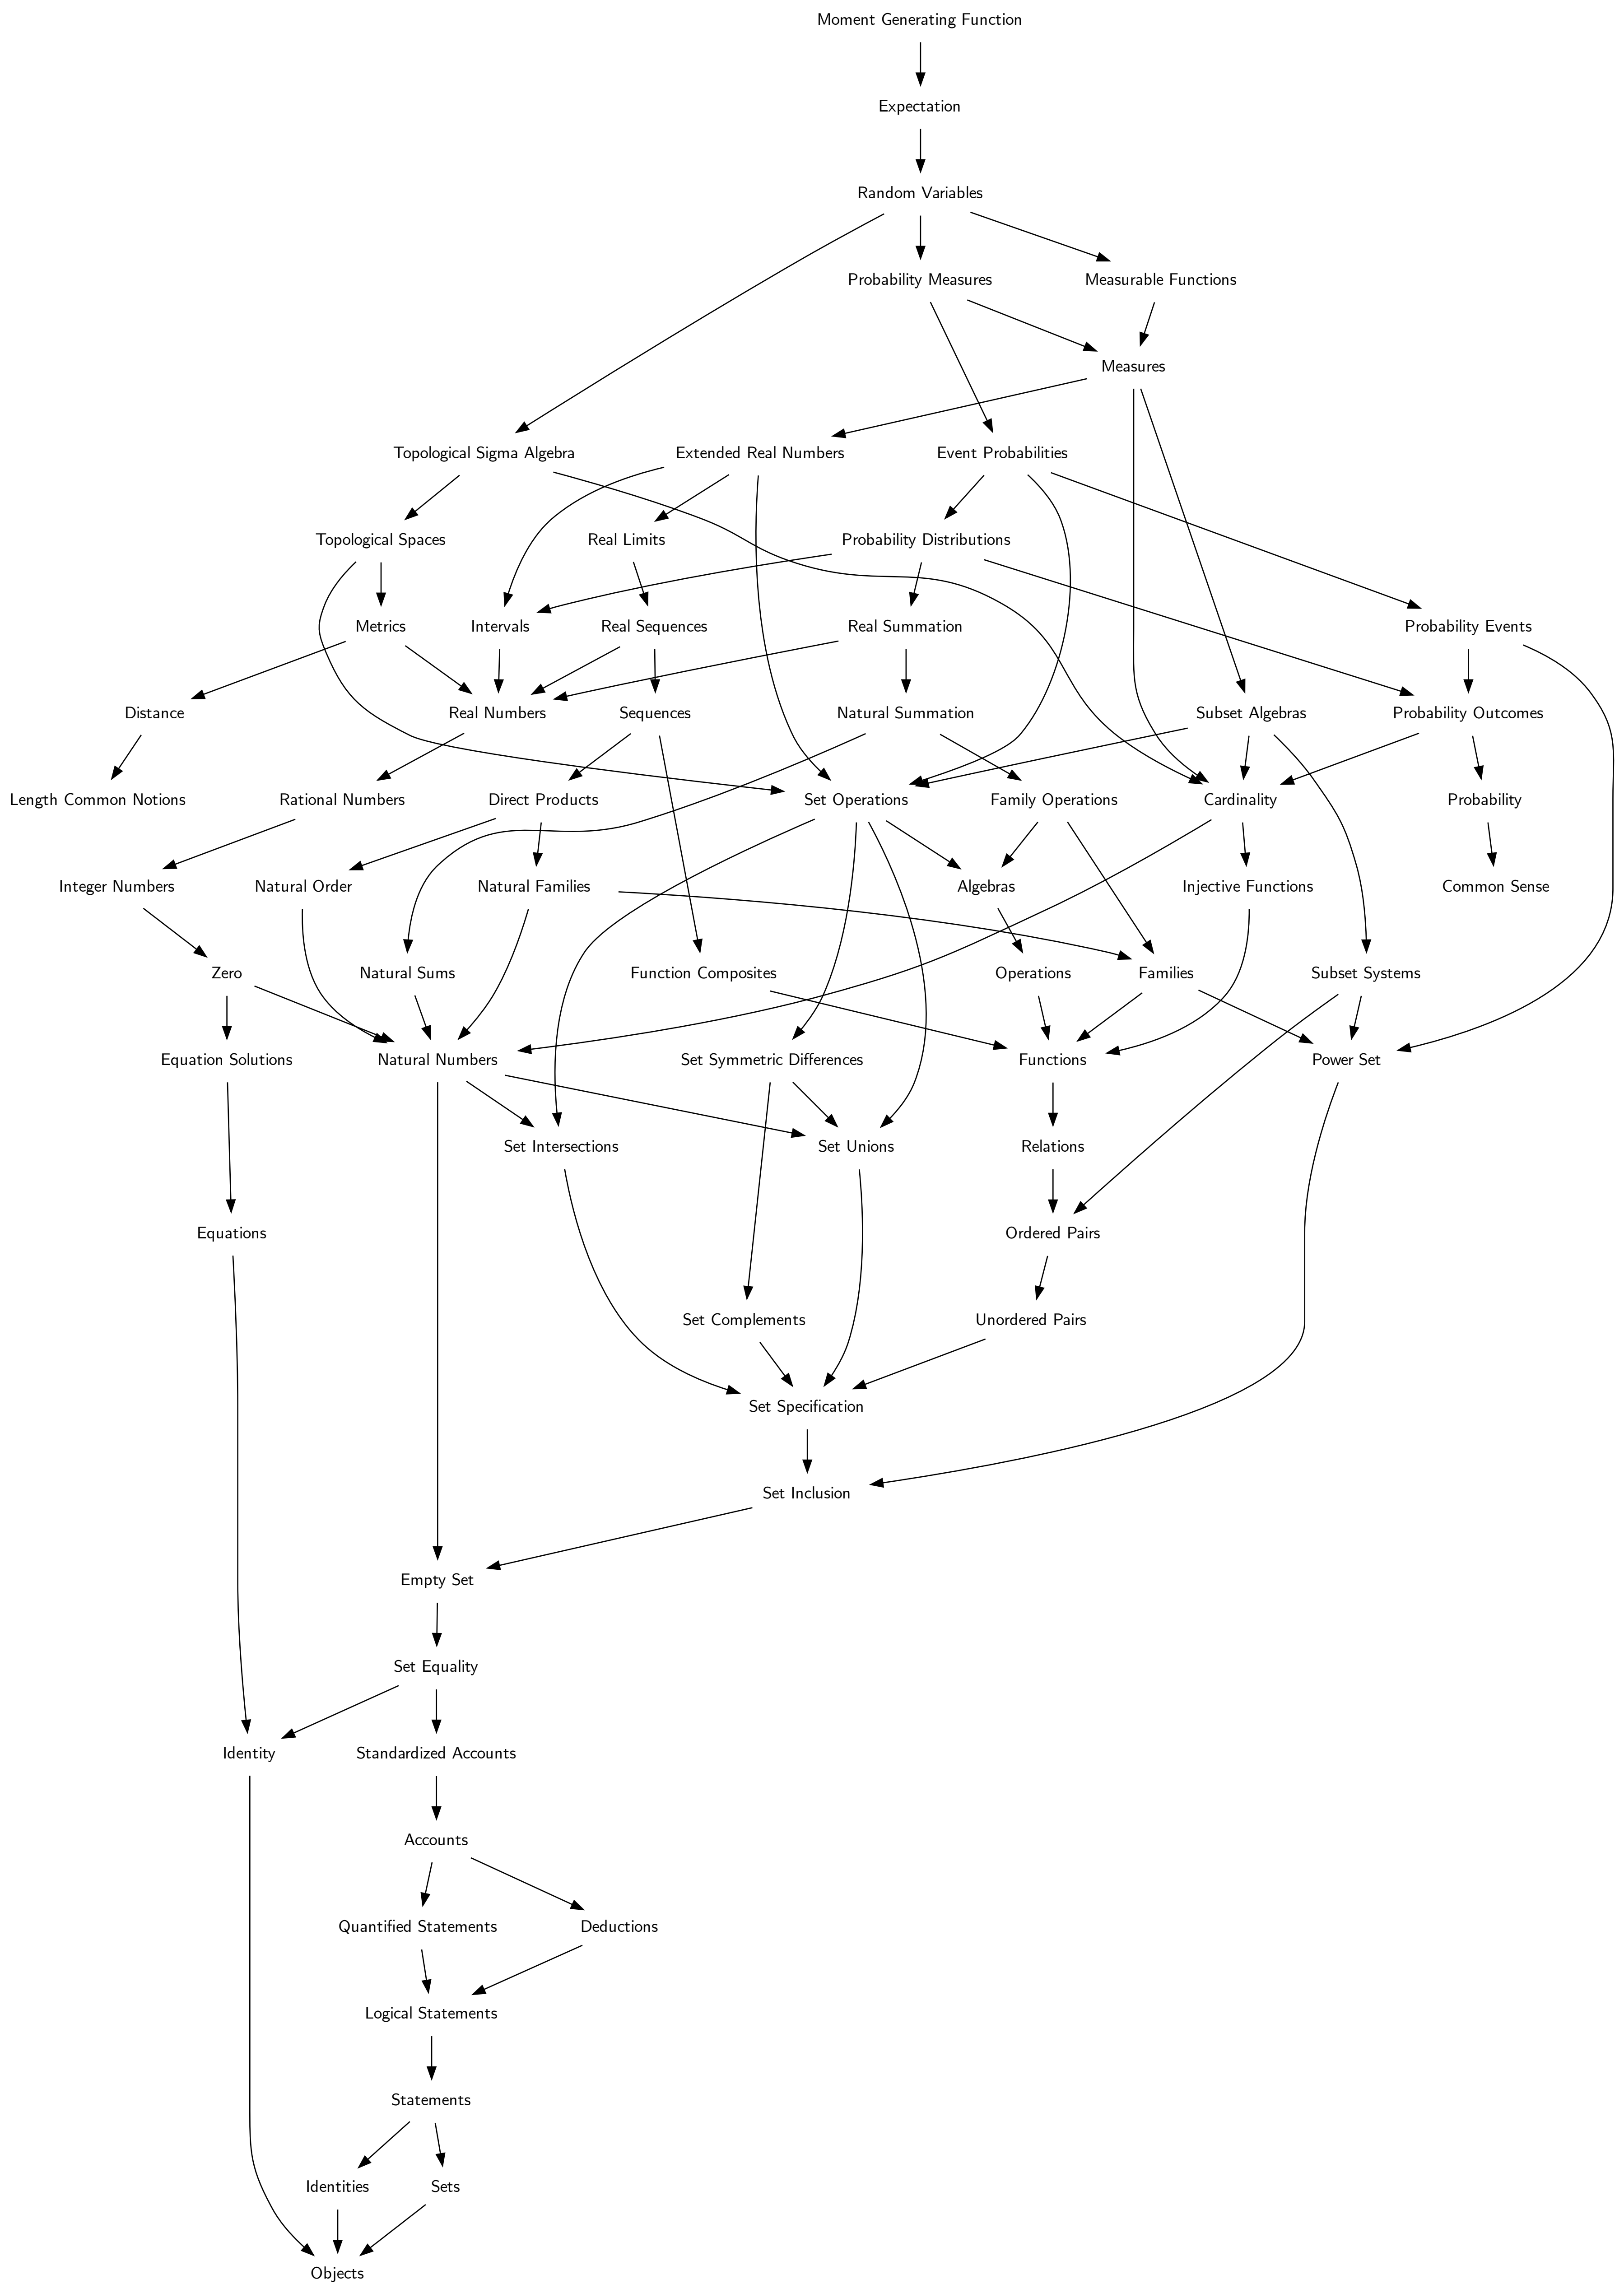 Moment Generating Function
Expectation
Random Variables
Probability Measures
Measurable Functions
Measures
Topological Sigma Algebra
Extended Real Numbers
Event Probabilities
Topological Spaces
Real Limits
Probability Distributions
Metrics
Intervals
Real Sequences
Real Summation
Probability Events
Distance
Real Numbers
Sequences
Natural Summation
Subset Algebras
Probability Outcomes
Length Common Notions
Rational Numbers
Direct Products
Set Operations
Family Operations
Cardinality
Probability
Integer Numbers
Natural Order
Natural Families
Algebras
Injective Functions
Common Sense
Zero
Natural Sums
Function Composites
Operations
Families
Subset Systems
Equation Solutions
Natural Numbers
Set Symmetric Differences
Functions
Power Set
Set Intersections
Set Unions
Relations
Equations
Ordered Pairs
Set Complements
Unordered Pairs
Set Specification
Set Inclusion
Empty Set
Set Equality
Identity
Standardized Accounts
Accounts
Quantified Statements
Deductions
Logical Statements
Statements
Identities
Sets
Objects